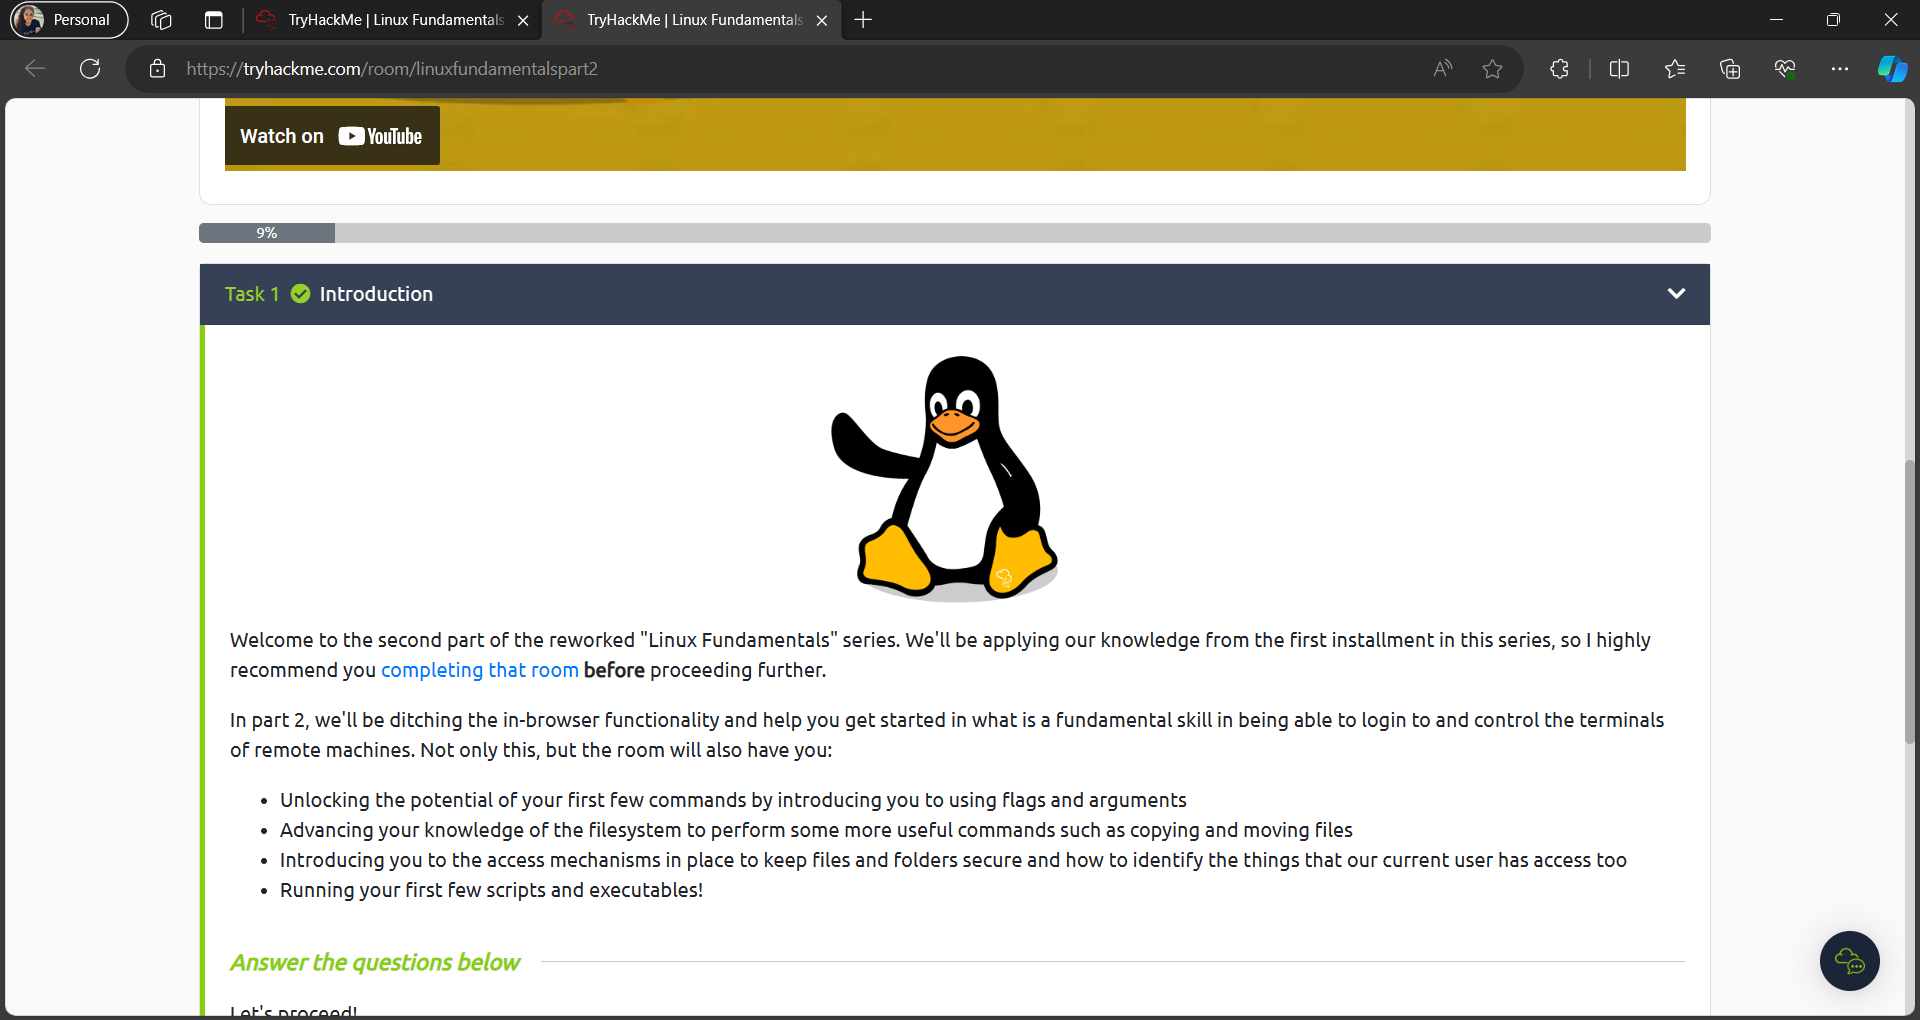 Personal
TryHackMe | Linux Fundamentals
TryHackMe | Linux Fundamentals
https://tryhackme.com/room/linuxfundamentalspart2
Watch on YouTube
9%
Task 1 Introduction
Welcome to the second part of the reworked "Linux Fundamentals" series. We'll be applying our knowledge from the first installment in this series, so I highly
recommend you completing that room before proceeding further.
In part 2, we'll be ditching the in-browser functionality and help you get started in what is a fundamental skill in being able to login to and control the terminals
of remote machines. Not only this, but the room will also have you:
• Unlocking the potential of your first few commands by introducing you to using flags and arguments
• Advancing your knowledge of the filesystem to perform some more useful commands such as copying and moving files
• Introducing you to the access mechanisms in place to keep files and folders secure and how to identify the things that our current user has access too
• Running your first few scripts and executables!
Answer the questions below
Let's proceed!